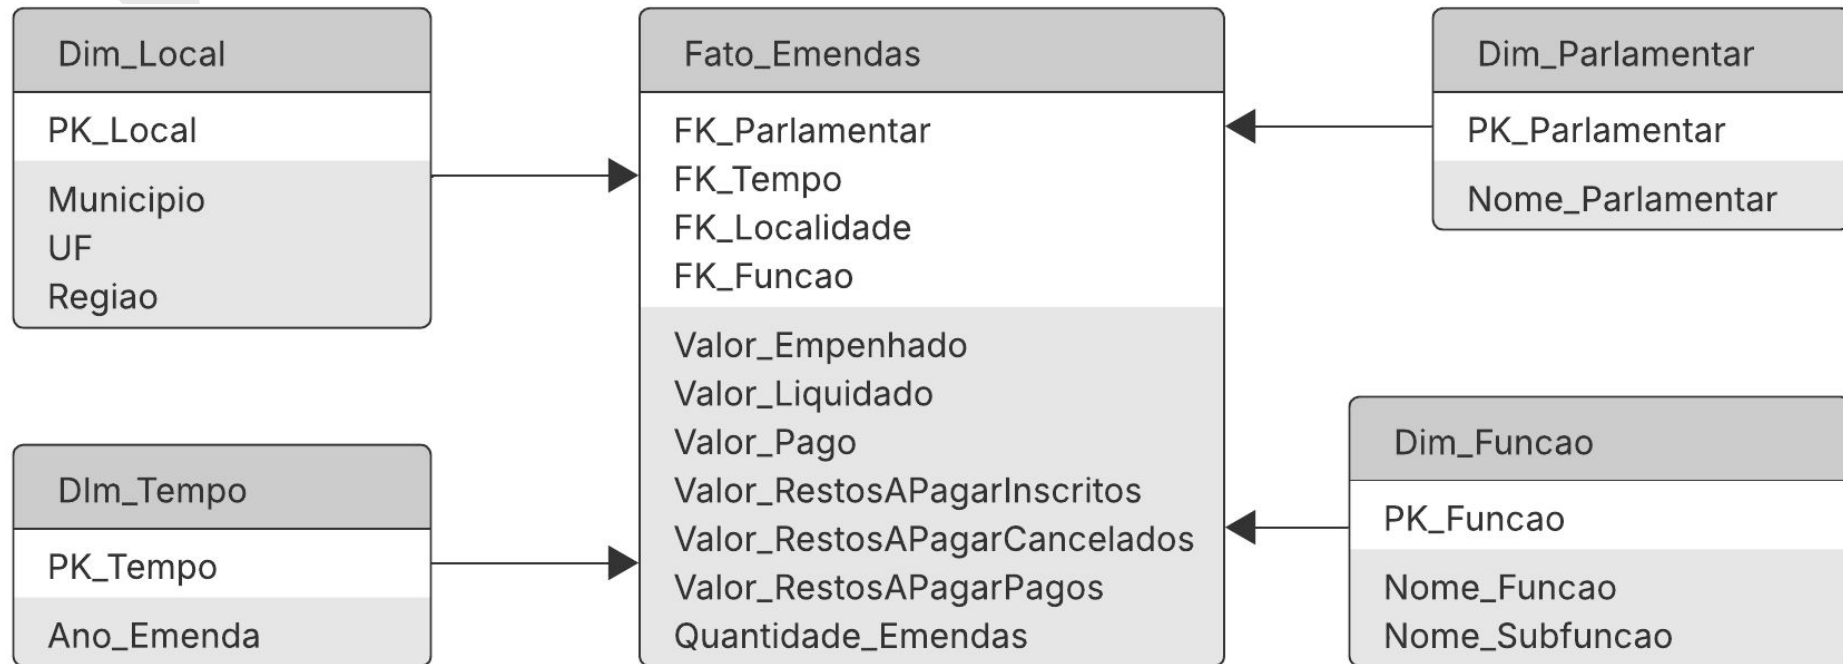 Dim_Local
PK_Local
Municipio
UF
Regiao
DIm_Tempo
PK_Tempo
Ano_Emenda
Fato_Emendas
FK_Parlamentar
FK_Tempo
FK_Localidade
FK_Funcao
Valor_Empenhado
Valor_Liquidado
Valor_Pago
Valor_RestosAPagarInscritos
Valor_RestosAPagarCancelados
Valor_RestosAPagarPagos
Quantidade_Emendas
Dim_Parlamentar
PK_Parlamentar
Nome_Parlamentar
Dim_Funcao
PK_Funcao
Nome_Funcao
Nome_Subfuncao